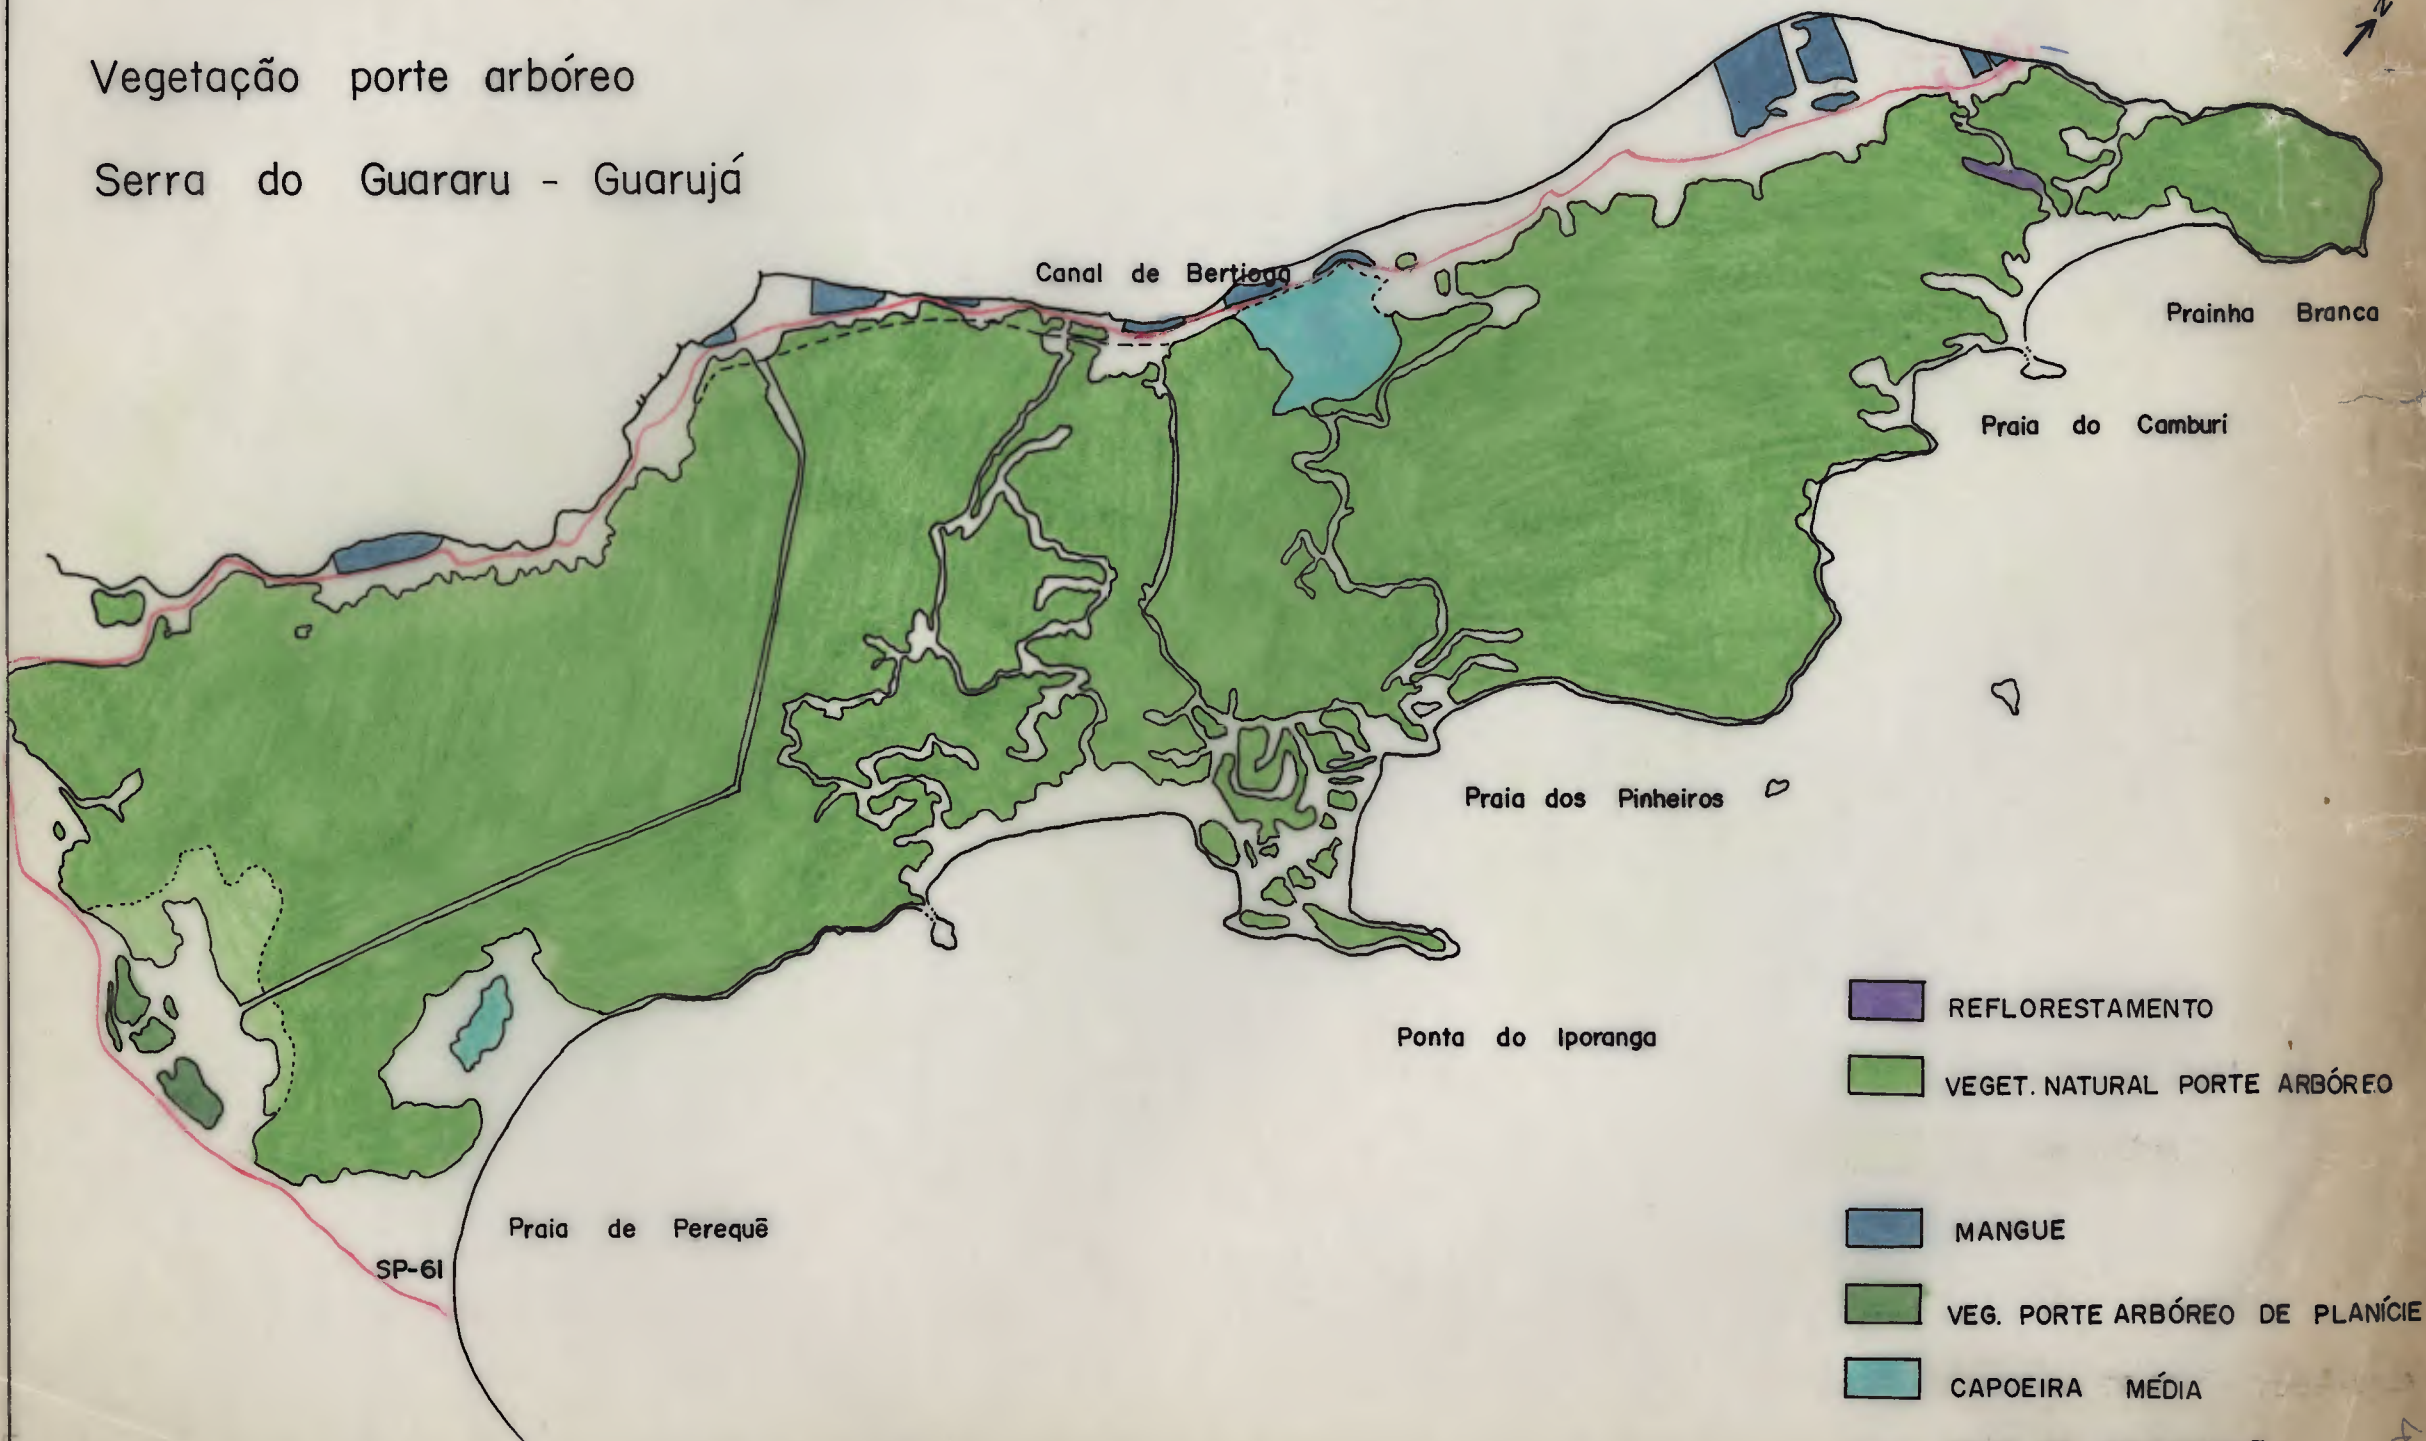 N
Vegetação porte arbóreo
Serra do Guararu - Guarujá
Canal de Bertioga
Prainha Branca
Praia do Camburi
Praia dos Pinheiros
Ponta do Iporanga
Praia de Perequê
SP-61
REFLORESTAMENTO
VEGET. NATURAL PORTE ARBÓREO
MANGUE
VEG. PORTE ARBÓREO DE PLANÍCIE
CAPOEIRA MÉDIA